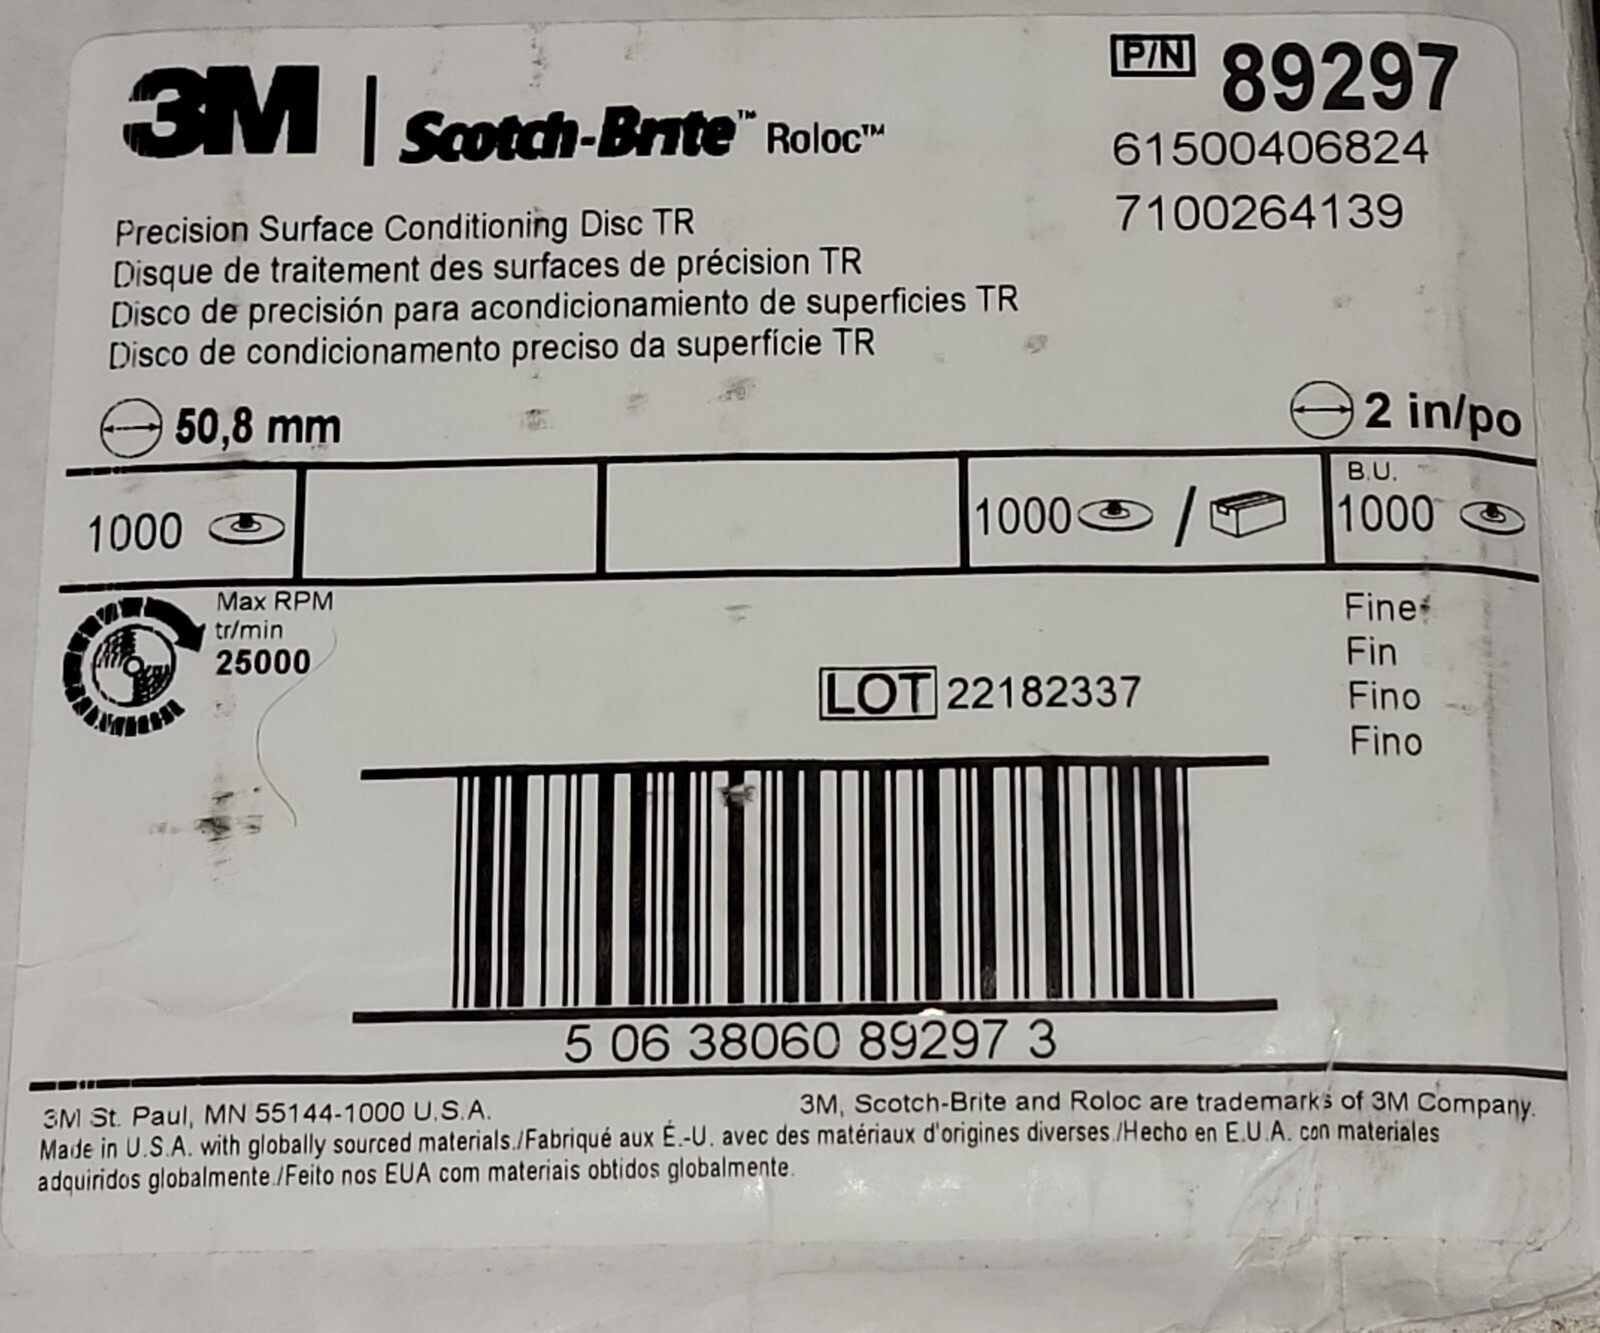 3M | Scotch-Brite™ Roloc™
P/N 89297
61500406824
7100264139
Precision Surface Conditioning Disc TR
Disque de traitement des surfaces de précision TR
Disco de precisión para acondicionamiento de superficies TR
Disco de condicionamento preciso da superfície TR
50,8 mm
2 in/po
1000
1000 /
B.U.
1000
Max RPM
tr/min
25000
Fine
Fin
Fino
Fino
LOT 22182337
5 06 38060 89297 3
3M St. Paul, MN 55144-1000 U.S.A.
3M, Scotch-Brite and Roloc are trademarks of 3M Company.
Made in U.S.A. with globally sourced materials./Fabriqué aux É.-U. avec des matériaux d'origines diverses./Hecho en E.U.A. con materiales
adquiridos globalmente./Feito nos EUA com materiais obtidos globalmente.